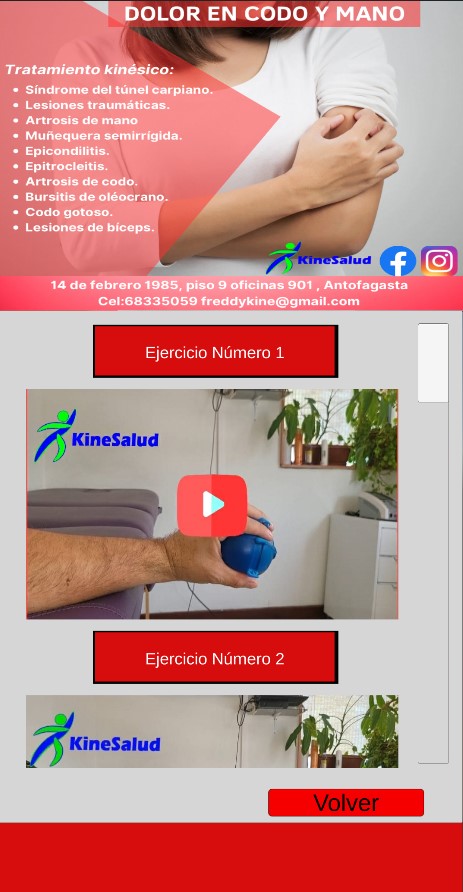 DOLOR EN CODO Y MANO
Tratamiento kinésico:
• Síndrome del túnel carpiano.
• Lesiones traumáticas.
• Artrosis de mano
• Muñequera semirrígida.
• Epicondilitis.
• Epitrocleitis.
• Artrosis de codo.
• Bursitis de oléocrano.
• Codo gotoso.
• Lesiones de bíceps.
KineSalud
14 de febrero 1985, piso 9 oficinas 901 , Antofagasta
Cel:68335059 freddykine@gmail.com
Ejercicio Número 1
KineSalud
Ejercicio Número 2
KineSalud
Volver